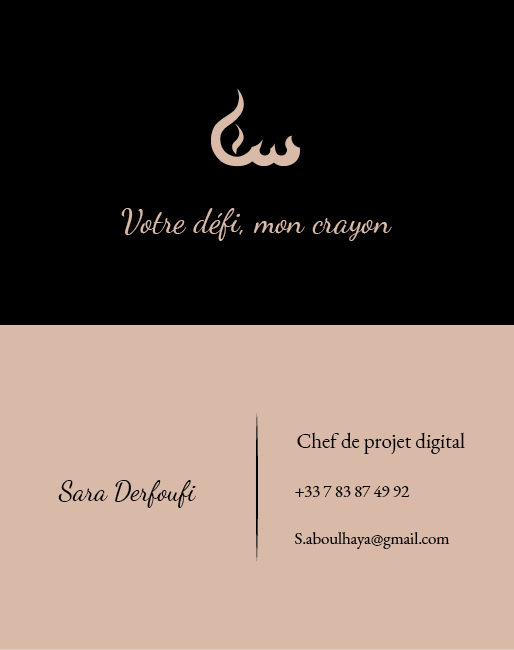 Votre défi, mon crayon
Sara Derfoufi
Chef de projet digital
+33 7 83 87 49 92
S.aboulhaya@gmail.com